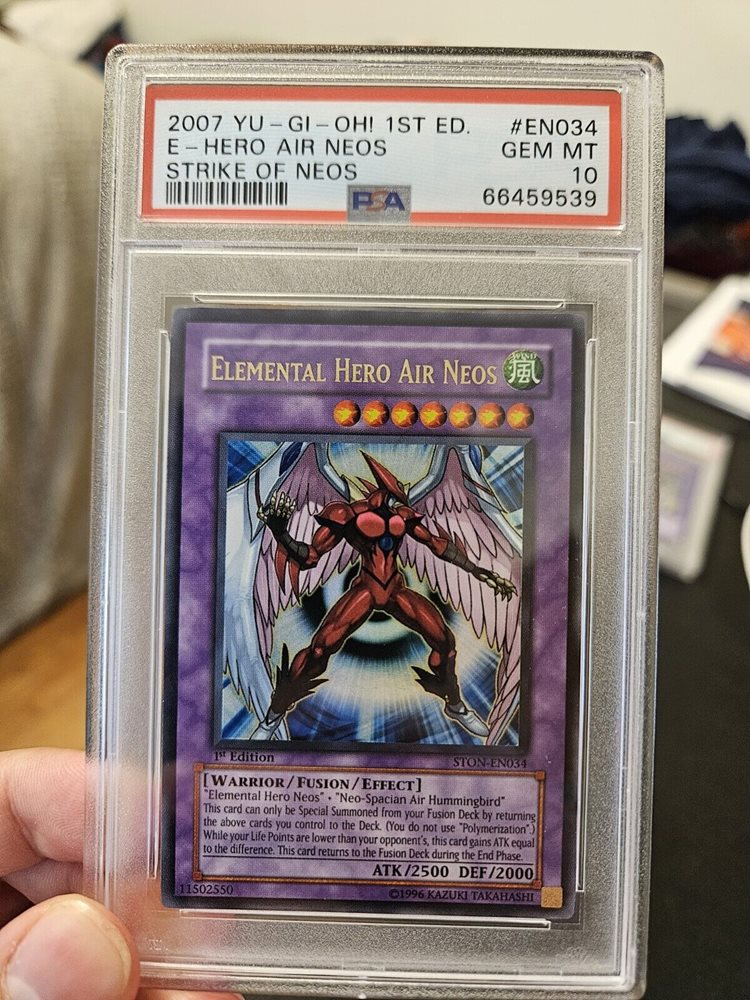 2007 YU-GI-OH! 1ST ED. #EN034
E-HERO AIR NEOS GEM MT
STRIKE OF NEOS 10
PSA 66459539
ELEMENTAL HERO AIR NEOS WIND 風
1st Edition STON-EN034
[WARRIOR/FUSION/EFFECT]
"Elemental Hero Neos" + "Neo-Spacian Air Hummingbird"
This card can only be Special Summoned from your Fusion Deck by returning
the above cards you control to the Deck. (You do not use "Polymerization".)
While your Life Points are lower than your opponent's, this card gains ATK equal
to the difference. This card returns to the Fusion Deck during the End Phase.
ATK/2500 DEF/2000
11502550 ©1996 KAZUKI TAKAHASHI